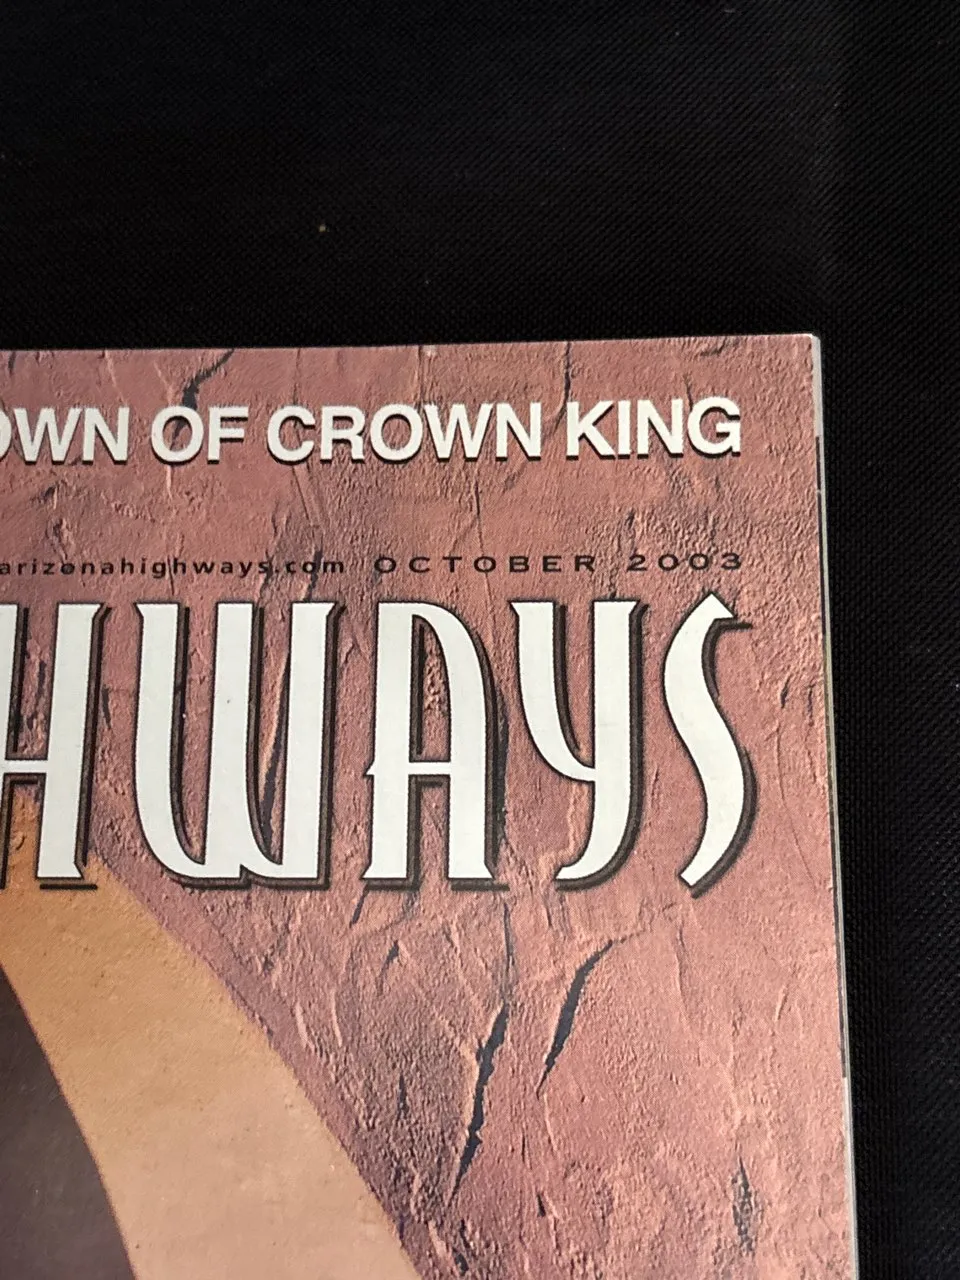 OWN OF CROWN KING
arizonahighways.com OCTOBER 2003
HWAYS